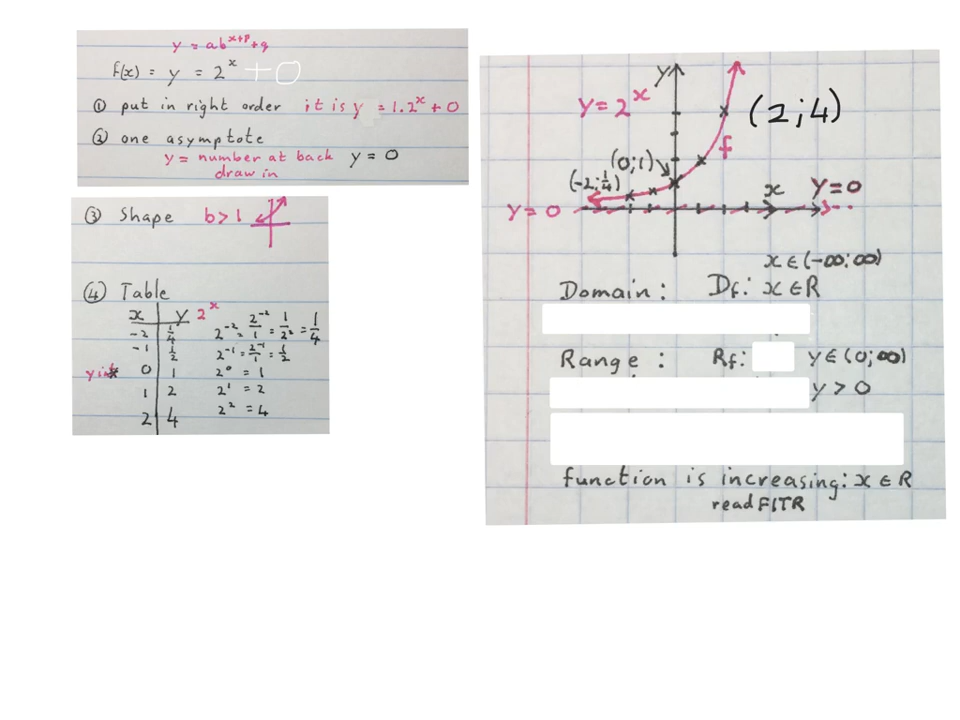 y = ab^(x+p) + q
f(x) = y = 2^x + 0
① put in right order it is y = 1.2^x + 0
② one asymptote
y = number at back y = 0
draw in
③ Shape b > 1
④ Table
x y 2^x
-2 1/4 2^-2 = 2^-2/1 = 1/2^2 = 1/4
-1 1/2 2^-1 = 2^-1/1 = 1/2
y int 0 1 2^0 = 1
1 2 2^1 = 2
2 4 2^2 = 4
y
y = 2^x (2;4)
f
(0;1)
(-2;1/4) x y=0
y = 0
x ∈ (-∞;∞)
Domain: Df: x ∈ R
Range: Rf: y ∈ (0;∞)
y > 0
function is increasing: x ∈ R
read FITR